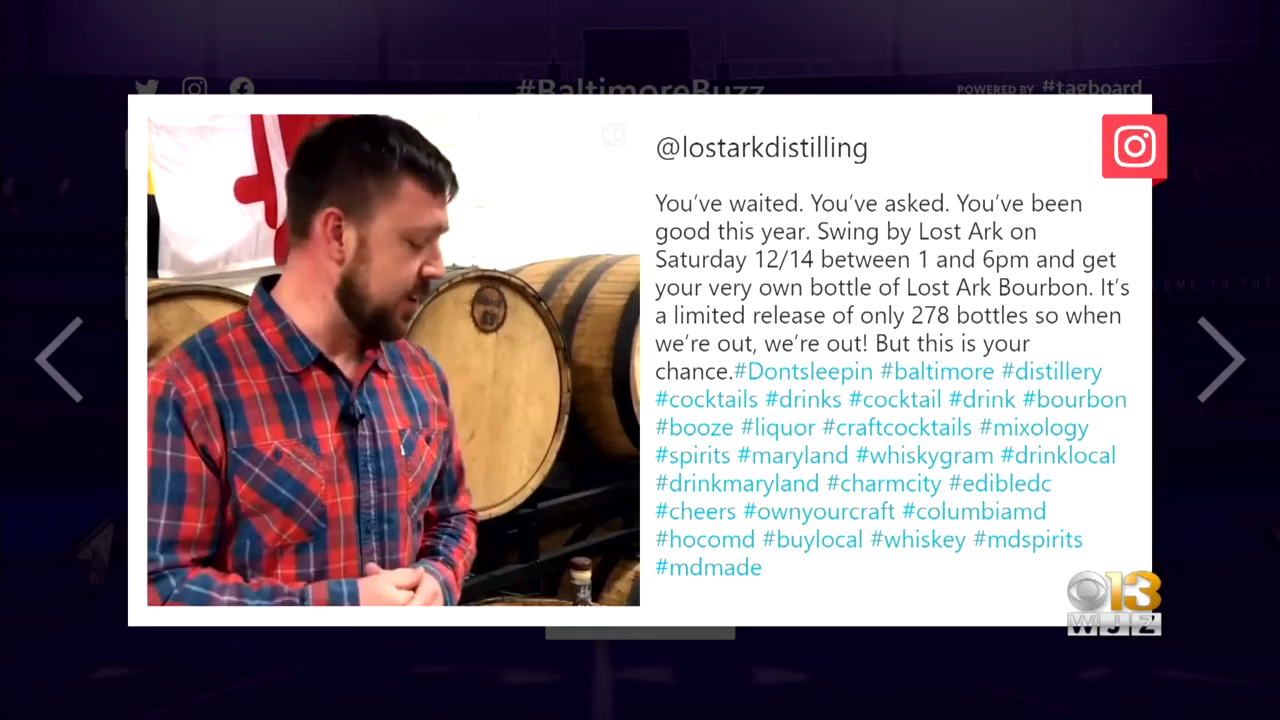 #BaltimoreBuzz
POWERED BY #tagboard
@lostarkdistilling
You've waited. You've asked. You've been
good this year. Swing by Lost Ark on
Saturday 12/14 between 1 and 6pm and get
your very own bottle of Lost Ark Bourbon. It's
a limited release of only 278 bottles so when
we're out, we're out! But this is your
chance.#Dontsleepin #baltimore #distillery
#cocktails #drinks #cocktail #drink #bourbon
#booze #liquor #craftcocktails #mixology
#spirits #maryland #whiskygram #drinklocal
#drinkmaryland #charmcity #edibledc
#cheers #ownyourcraft #columbiamd
#hocomd #buylocal #whiskey #mdspirits
#mdmade
13
WJZ